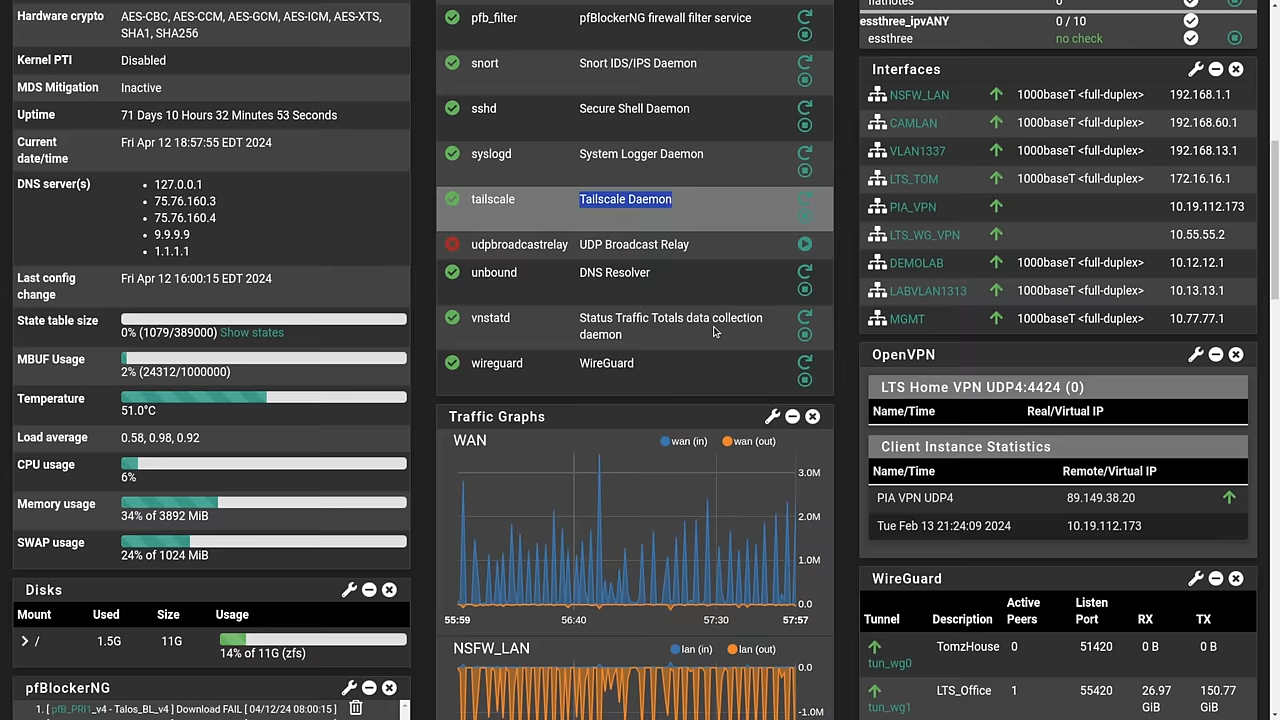 Hardware crypto
AES-CBC, AES-CCM, AES-GCM, AES-ICM, AES-XTS,
SHA1, SHA256
Kernel PTI
Disabled
MDS Mitigation
Inactive
Uptime
71 Days 10 Hours 32 Minutes 53 Seconds
Current
date/time
Fri Apr 12 18:57:55 EDT 2024
DNS server(s)
127.0.0.1
75.76.160.3
75.76.160.4
9.9.9.9
1.1.1.1
Last config
change
Fri Apr 12 16:00:15 EDT 2024
State table size
0% (1079/389000) Show states
MBUF Usage
2% (24312/1000000)
Temperature
51.0°C
Load average
0.58, 0.98, 0.92
CPU usage
6%
Memory usage
34% of 3892 MiB
SWAP usage
24% of 1024 MiB
Disks
Mount Used Size Usage
/ 1.5G 11G
14% of 11G (zfs)
pfBlockerNG
1. [ pfB_PRI1_v4 - Talos_BL_v4 ] Download FAIL [ 04/12/24 08:00:15 ]
pfb_filter pfBlockerNG firewall filter service
snort Snort IDS/IPS Daemon
sshd Secure Shell Daemon
syslogd System Logger Daemon
tailscale Tailscale Daemon
udpbroadcastrelay UDP Broadcast Relay
unbound DNS Resolver
vnstatd Status Traffic Totals data collection
daemon
wireguard WireGuard
Traffic Graphs
WAN
wan (in) wan (out)
3.0M
2.0M
1.0M
0.0
55:59 56:40 57:30 57:57
NSFW_LAN
lan (in) lan (out)
0.0
-1.0M
essthree_ipvANY 0 / 10
essthree no check
Interfaces
NSFW_LAN 1000baseT <full-duplex> 192.168.1.1
CAMLAN 1000baseT <full-duplex> 192.168.60.1
VLAN1337 1000baseT <full-duplex> 192.168.13.1
LTS_TOM 1000baseT <full-duplex> 172.16.16.1
PIA_VPN 10.19.112.173
LTS_WG_VPN 10.55.55.2
DEMOLAB 1000baseT <full-duplex> 10.12.12.1
LABVLAN1313 1000baseT <full-duplex> 10.13.13.1
MGMT 1000baseT <full-duplex> 10.77.77.1
OpenVPN
LTS Home VPN UDP4:4424 (0)
Name/Time Real/Virtual IP
Client Instance Statistics
Name/Time Remote/Virtual IP
PIA VPN UDP4 89.149.38.20
Tue Feb 13 21:24:09 2024 10.19.112.173
WireGuard
Tunnel Description Active
Peers Listen
Port RX TX
TomzHouse 0 51420 0 B 0 B
tun_wg0
LTS_Office 1 55420 26.97
GiB 150.77
GiB
tun_wg1